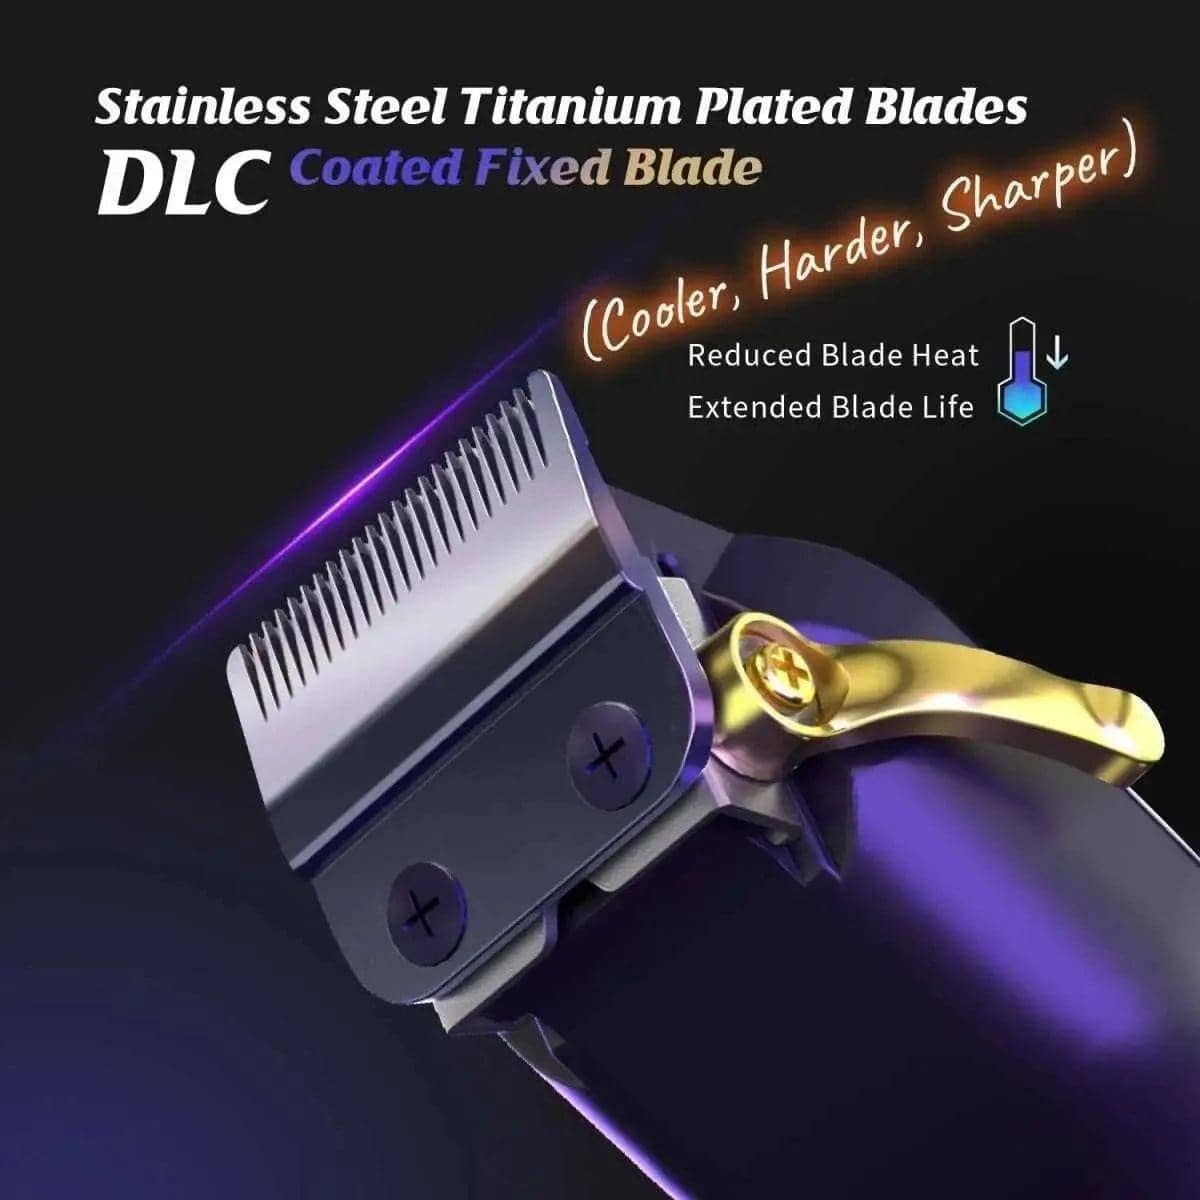 Stainless Steel Titanium Plated Blades
DLC Coated Fixed Blade
(Cooler, Harder, Sharper)
Reduced Blade Heat
Extended Blade Life